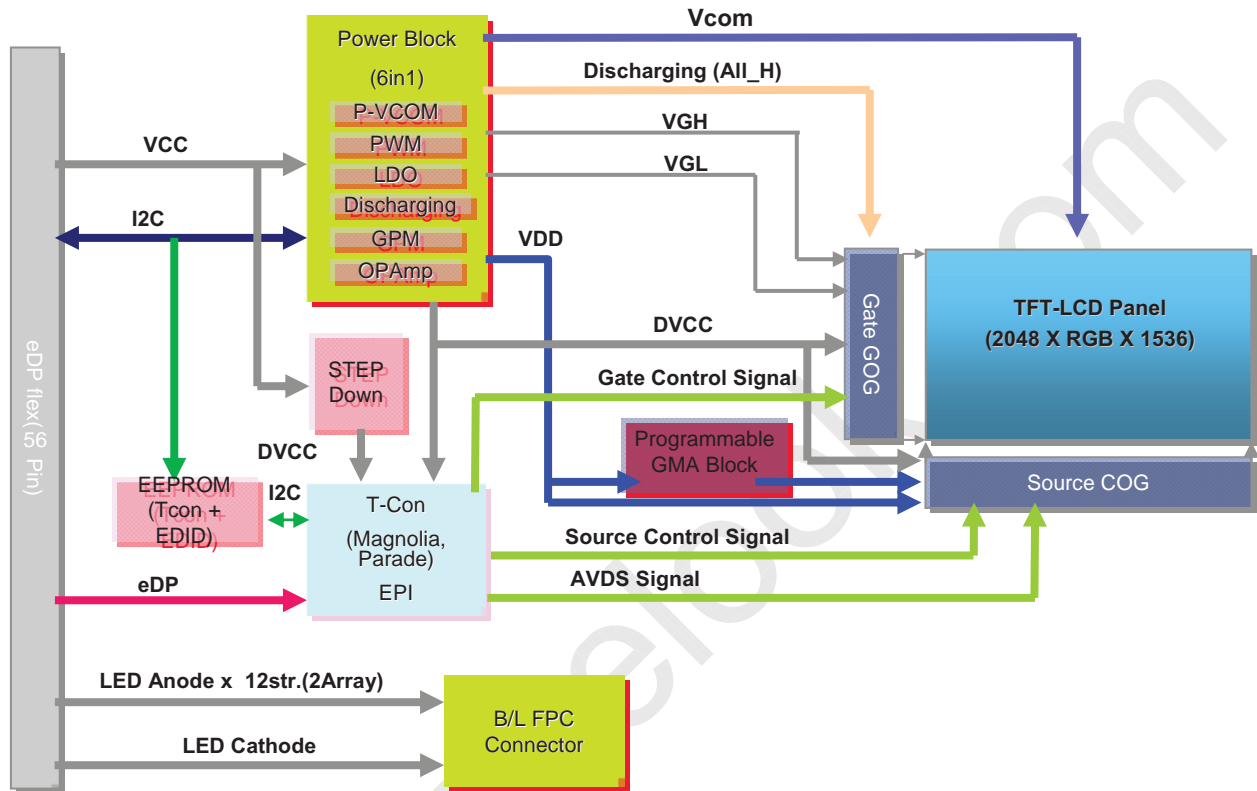 Vcom
Power Block
(6in1)
P-VCOM
PWM
LDO
Discharging
GPM
OPAmp
Discharging (All_H)
VGH
VGL
VCC
I2C
VDD
DVCC
Gate Control Signal
Gate GOG
TFT-LCD Panel
(2048 X RGB X 1536)
eDP flex(56 Pin)
STEP
Down
DVCC
Programmable
GMA Block
Source COG
EEPROM
(Tcon +
EDID)
I2C
T-Con
(Magnolia,
Parade)
EPI
Source Control Signal
AVDS Signal
eDP
LED Anode x 12str.(2Array)
LED Cathode
B/L FPC
Connector